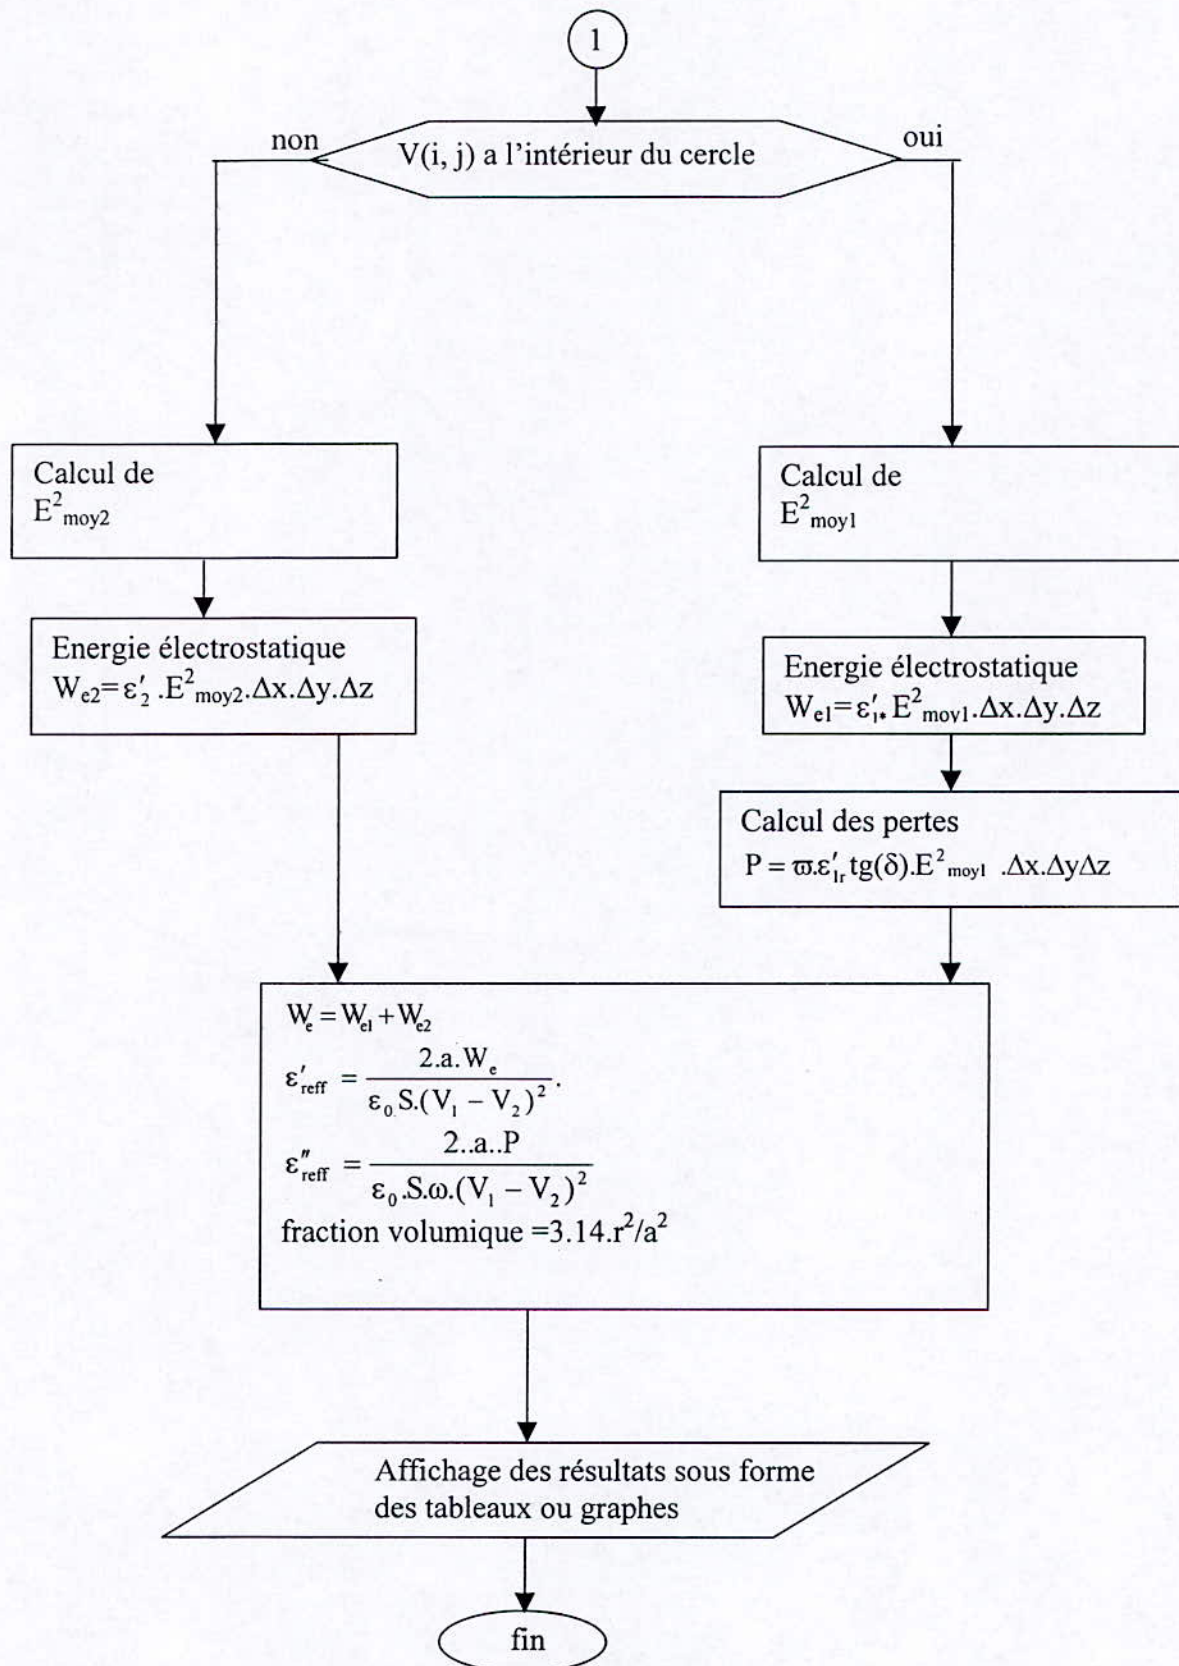 1
non
V(i, j) a l’intérieur du cercle
oui
Calcul de
E²moy2
Energie électrostatique
We2=ε′2 .E²moy2.Δx.Δy.Δz
Calcul de
E²moy1
Energie électrostatique
We1=ε′1* E²moy1.Δx.Δy.Δz
Calcul des pertes
P = ϖ.ε′1r tg(δ).E²moy1 .Δx.ΔyΔz
We = We1 + We2
ε′reff = 2.a.We / ε0 S.(V1 − V2)² .
ε″reff = 2..a..P / ε0 .S.ω.(V1 − V2)²
fraction volumique =3.14.r²/a²
Affichage des résultats sous forme
des tableaux ou graphes
fin